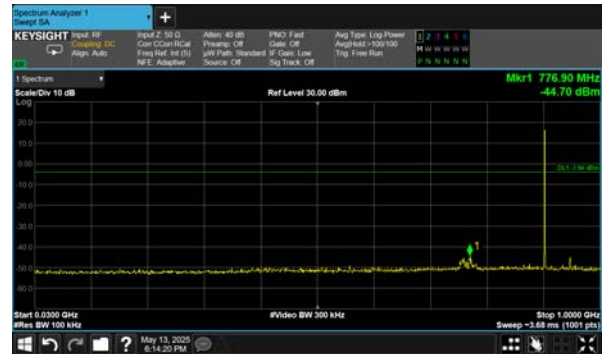 Spectrum Analyzer 1
Swept SA
+
KEYSIGHT Input: RF
Coupling: DC
Align: Auto
Input Z: 50 Ω
Corr CCorr RCal
Freq Ref: Int (S)
NFE: Adaptive
Atten: 40 dB
Preamp: Off
µW Path: Standard
Source: Off
PNO: Fast
Gate: Off
IF Gain: Low
Sig Track: Off
Avg Type: Log-Power
Avg|Hold:>100/100
Trig: Free Run
1 2 3 4 5 6
M W W W W W
P N N N N N
1 Spectrum
Scale/Div 10 dB
Ref Level 30.00 dBm
Mkr1 776.90 MHz
-44.70 dBm
Log
20.0
10.0
0.00
-10.0
-20.0
-30.0
-40.0
-50.0
-60.0
1
Start 0.0300 GHz
#Res BW 100 kHz
#Video BW 300 kHz
Stop 1.0000 GHz
Sweep ~3.68 ms (1001 pts)
?
May 13, 2025
6:14:20 PM